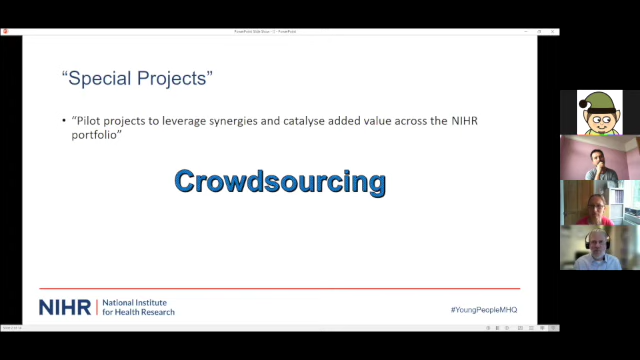 “Special Projects”
• “Pilot projects to leverage synergies and catalyse added value across the NIHR
portfolio”
Crowdsourcing
NIHR | National Institute
for Health Research
#YoungPeopleMHQ